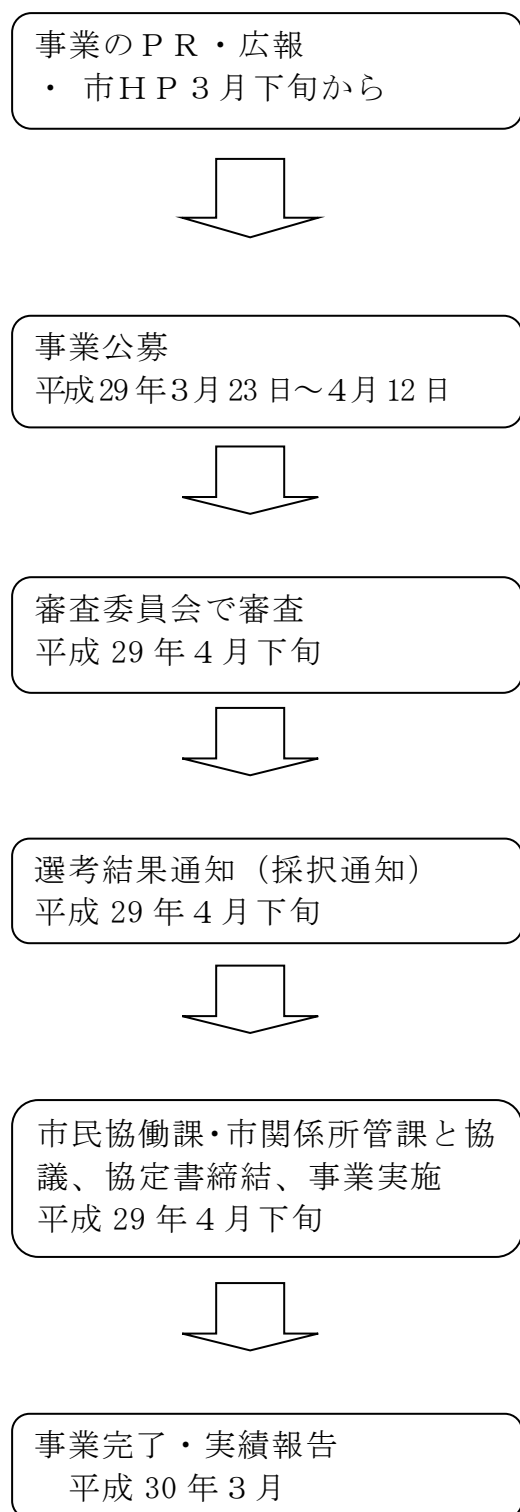 事業のＰＲ・広報
・ 市ＨＰ３月下旬から
事業公募
平成29年３月23日～４月12日
審査委員会で審査
平成 29 年４月下旬
選考結果通知（採択通知）
平成 29 年４月下旬
市民協働課・市関係所管課と協
議、協定書締結、事業実施
平成 29 年４月下旬
事業完了・実績報告
平成 30 年３月